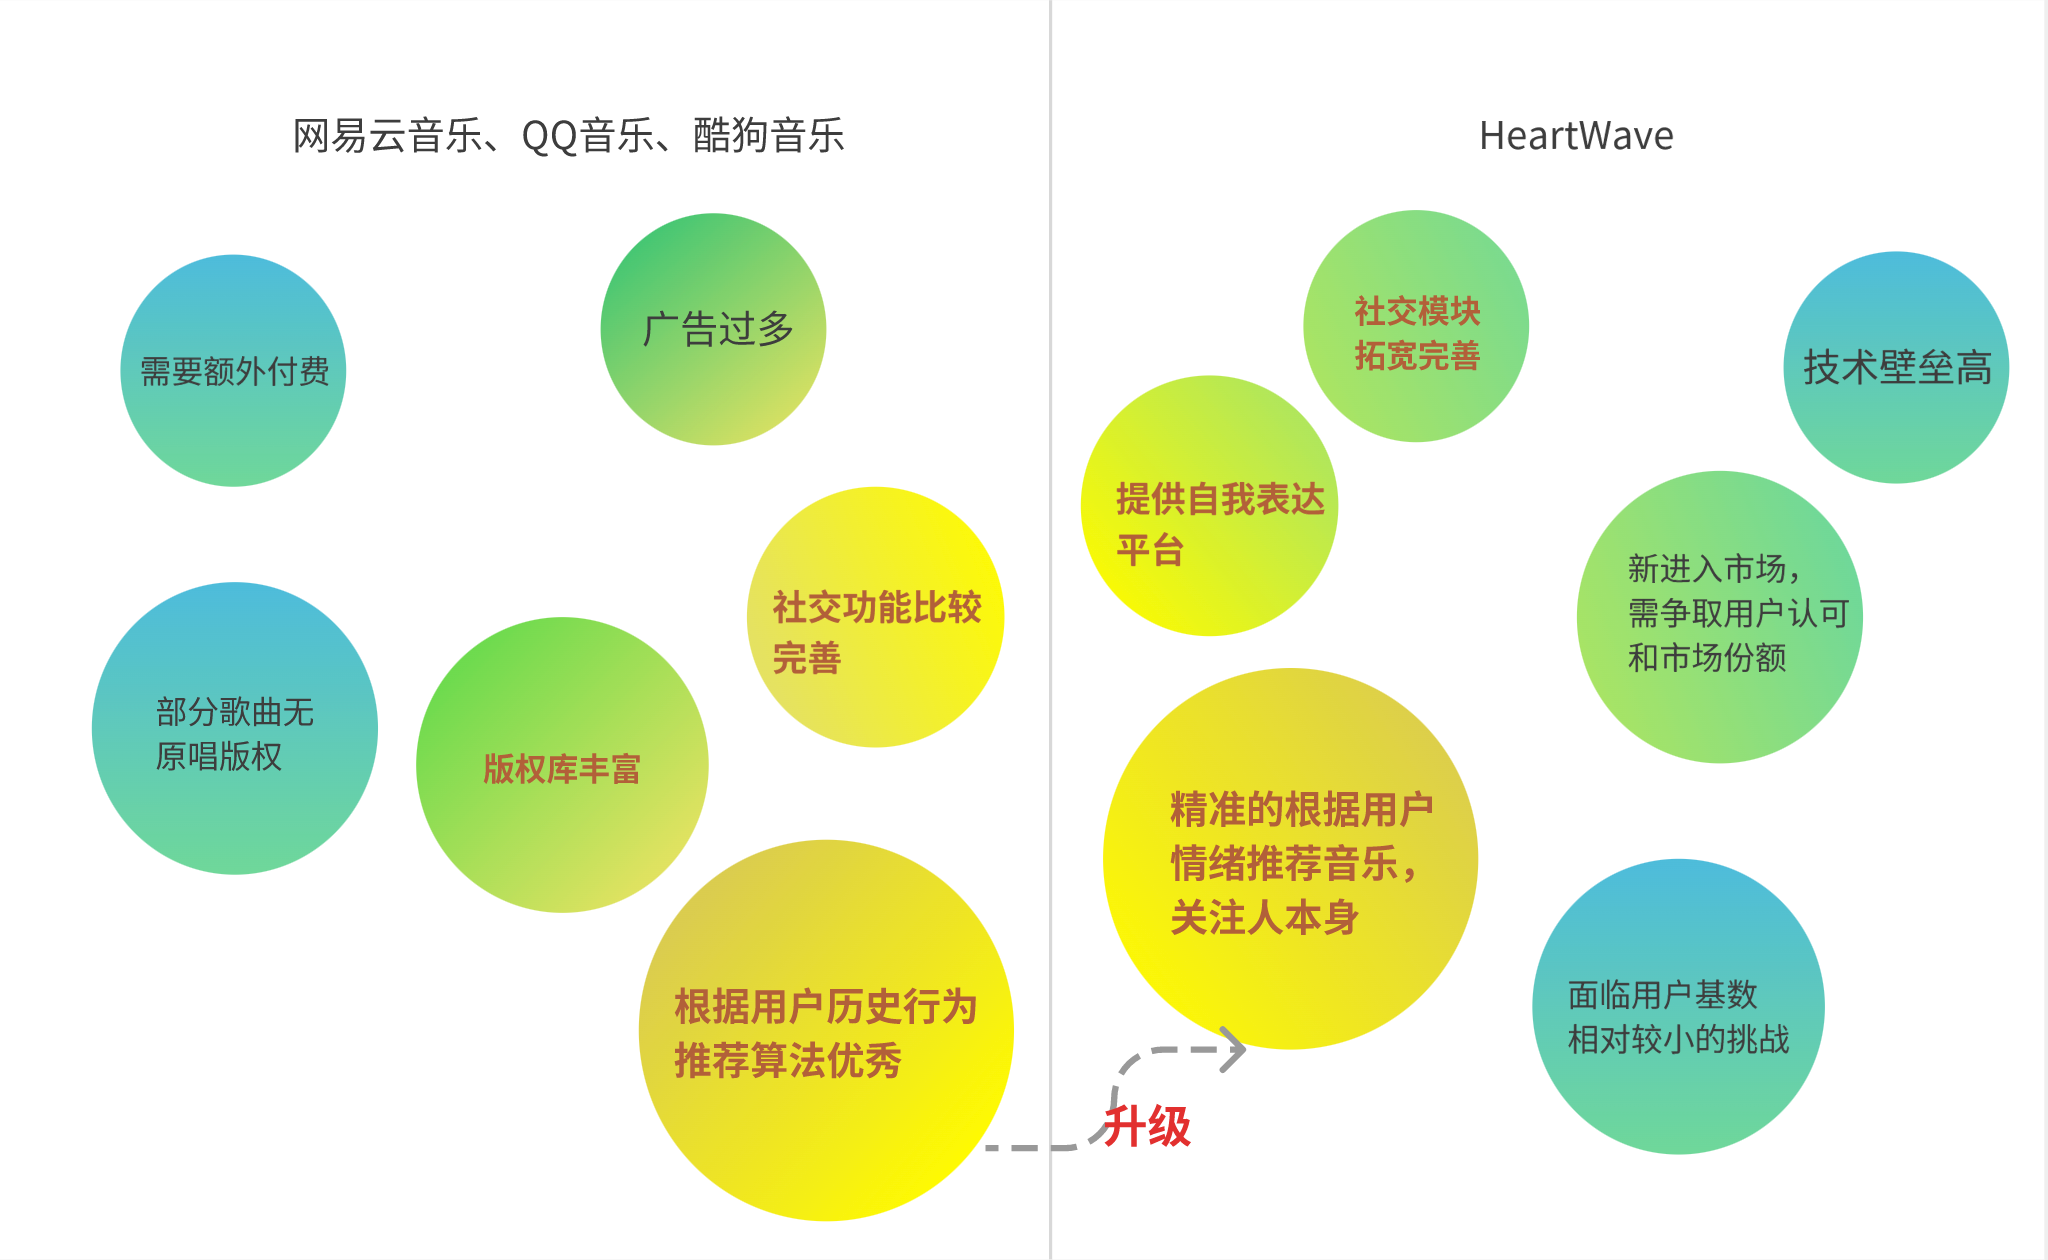 网易云音乐、QQ音乐、酷狗音乐
需要额外付费
广告过多
社交功能比较
完善
部分歌曲无
原唱版权
版权库丰富
根据用户历史行为
推荐算法优秀
升级
HeartWave
社交模块
拓宽完善
技术壁垒高
提供自我表达
平台
新进入市场，
需争取用户认可
和市场份额
精准的根据用户
情绪推荐音乐，
关注人本身
面临用户基数
相对较小的挑战